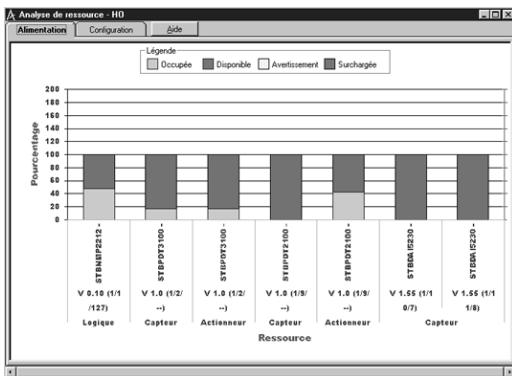 Analyse de ressource - HO
Alimentation Configuration Aide
Légende
Occupée Disponible Avertissement Surchargée
Pourcentage
200
180
160
140
120
100
80
60
40
20
0
STBNIP2212 -
STBPDT3100 -
STBPDT3100 -
STBPDT2100 -
STBPDT2100 -
STBDAI5230 -
STBDAI5230 -
V 0.10 (1/1 V 1.0 (1/2/ V 1.0 (1/2/ V 1.0 (1/9/ V 1.0 (1/9/ V 1.55 (1/1 V 1.55 (1/1
/127) --) --) --) --) 0/7) 1/8)
Logique Capteur Actionneur Capteur Actionneur Capteur
Ressource